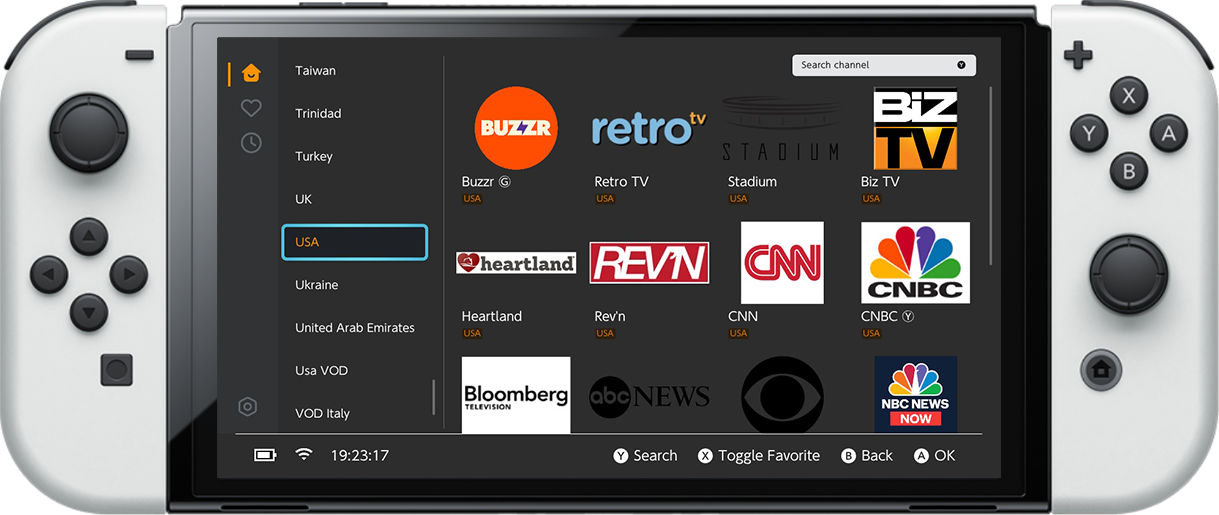 Taiwan
Trinidad
Turkey
UK
USA
Ukraine
United Arab Emirates
Usa VOD
VOD Italy
Search channel Y
BUZZR
retro tv
STADIUM
BiZ
TV
Buzzr Ⓖ
Retro TV
Stadium
Biz TV
USA
USA
USA
USA
heartland
REV'N
CNN
CNBC
Heartland
Rev'n
CNN
CNBC Ⓨ
USA
USA
USA
USA
Bloomberg
TELEVISION
abc NEWS
NBC NEWS
NOW
19:23:17
Y Search
X Toggle Favorite
B Back
A OK
X
Y
A
B